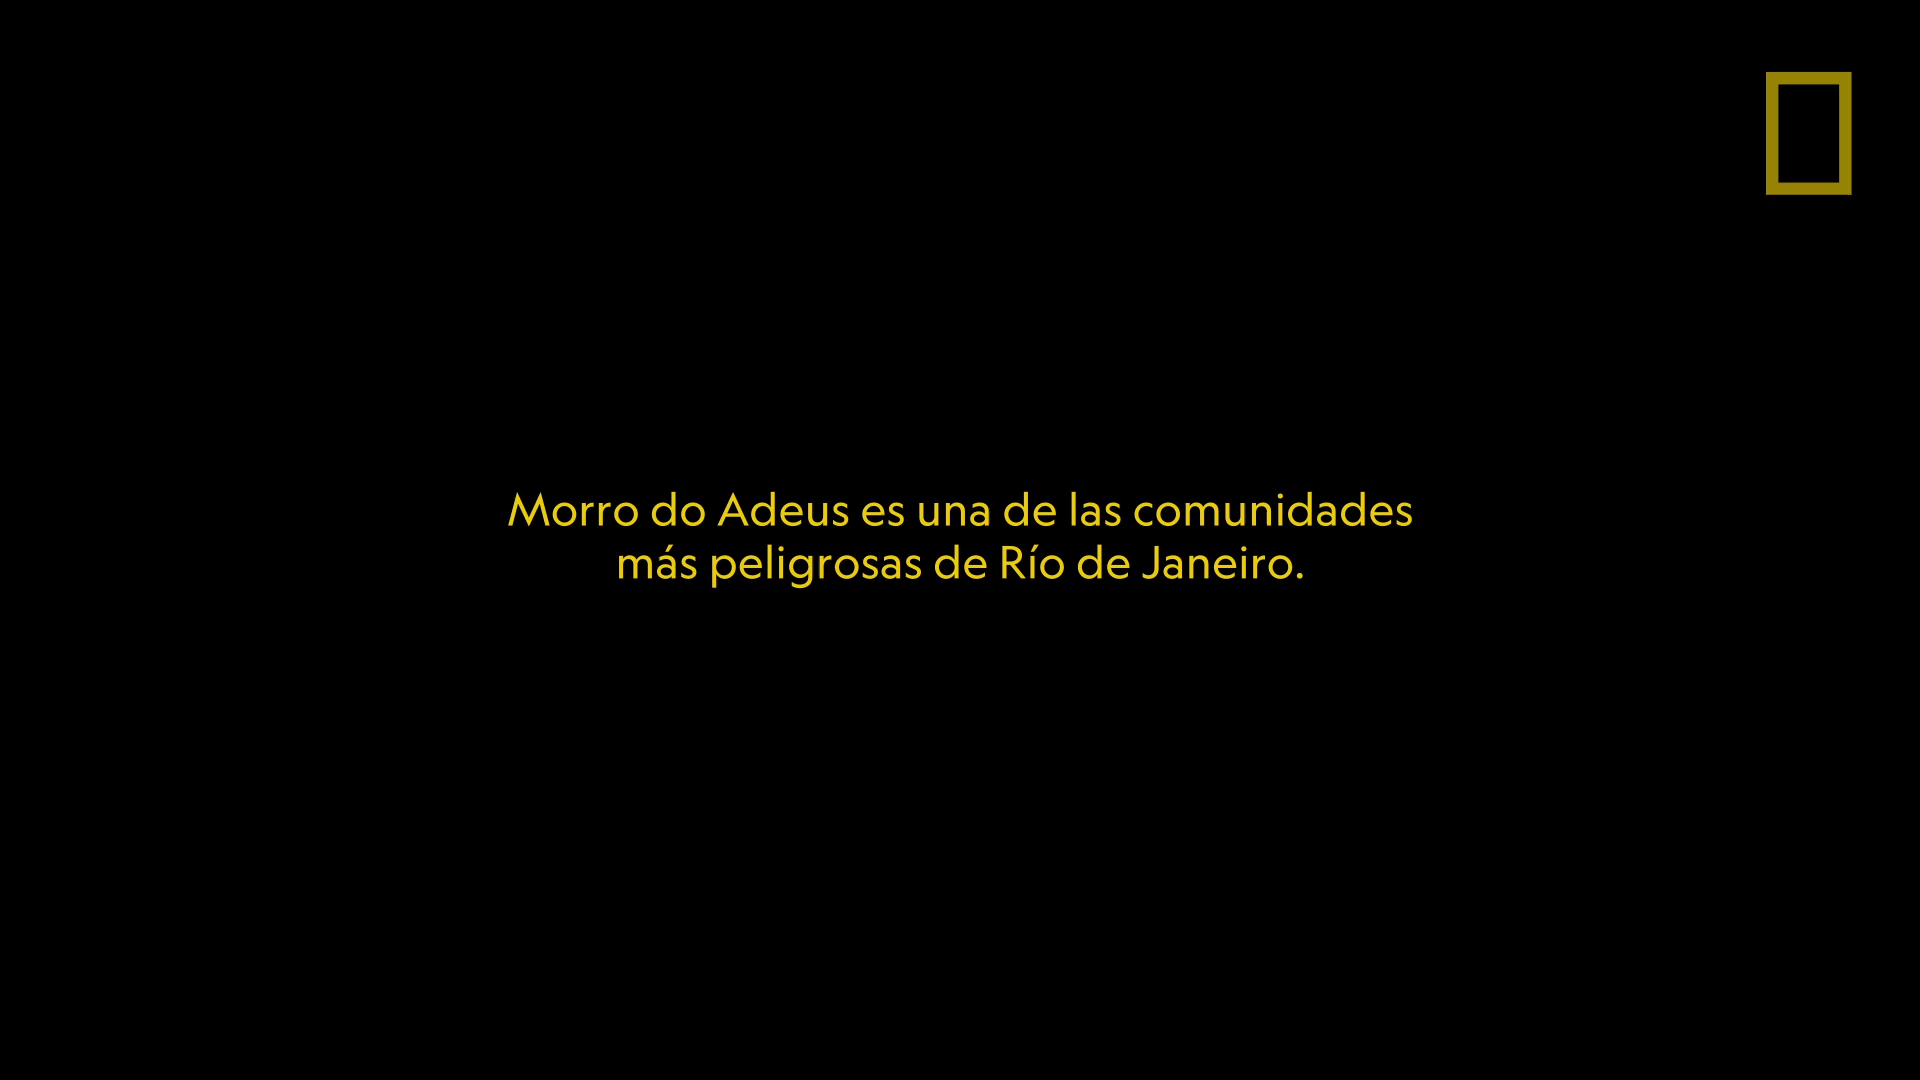 Morro do Adeus es una de las comunidades
más peligrosas de Río de Janeiro.